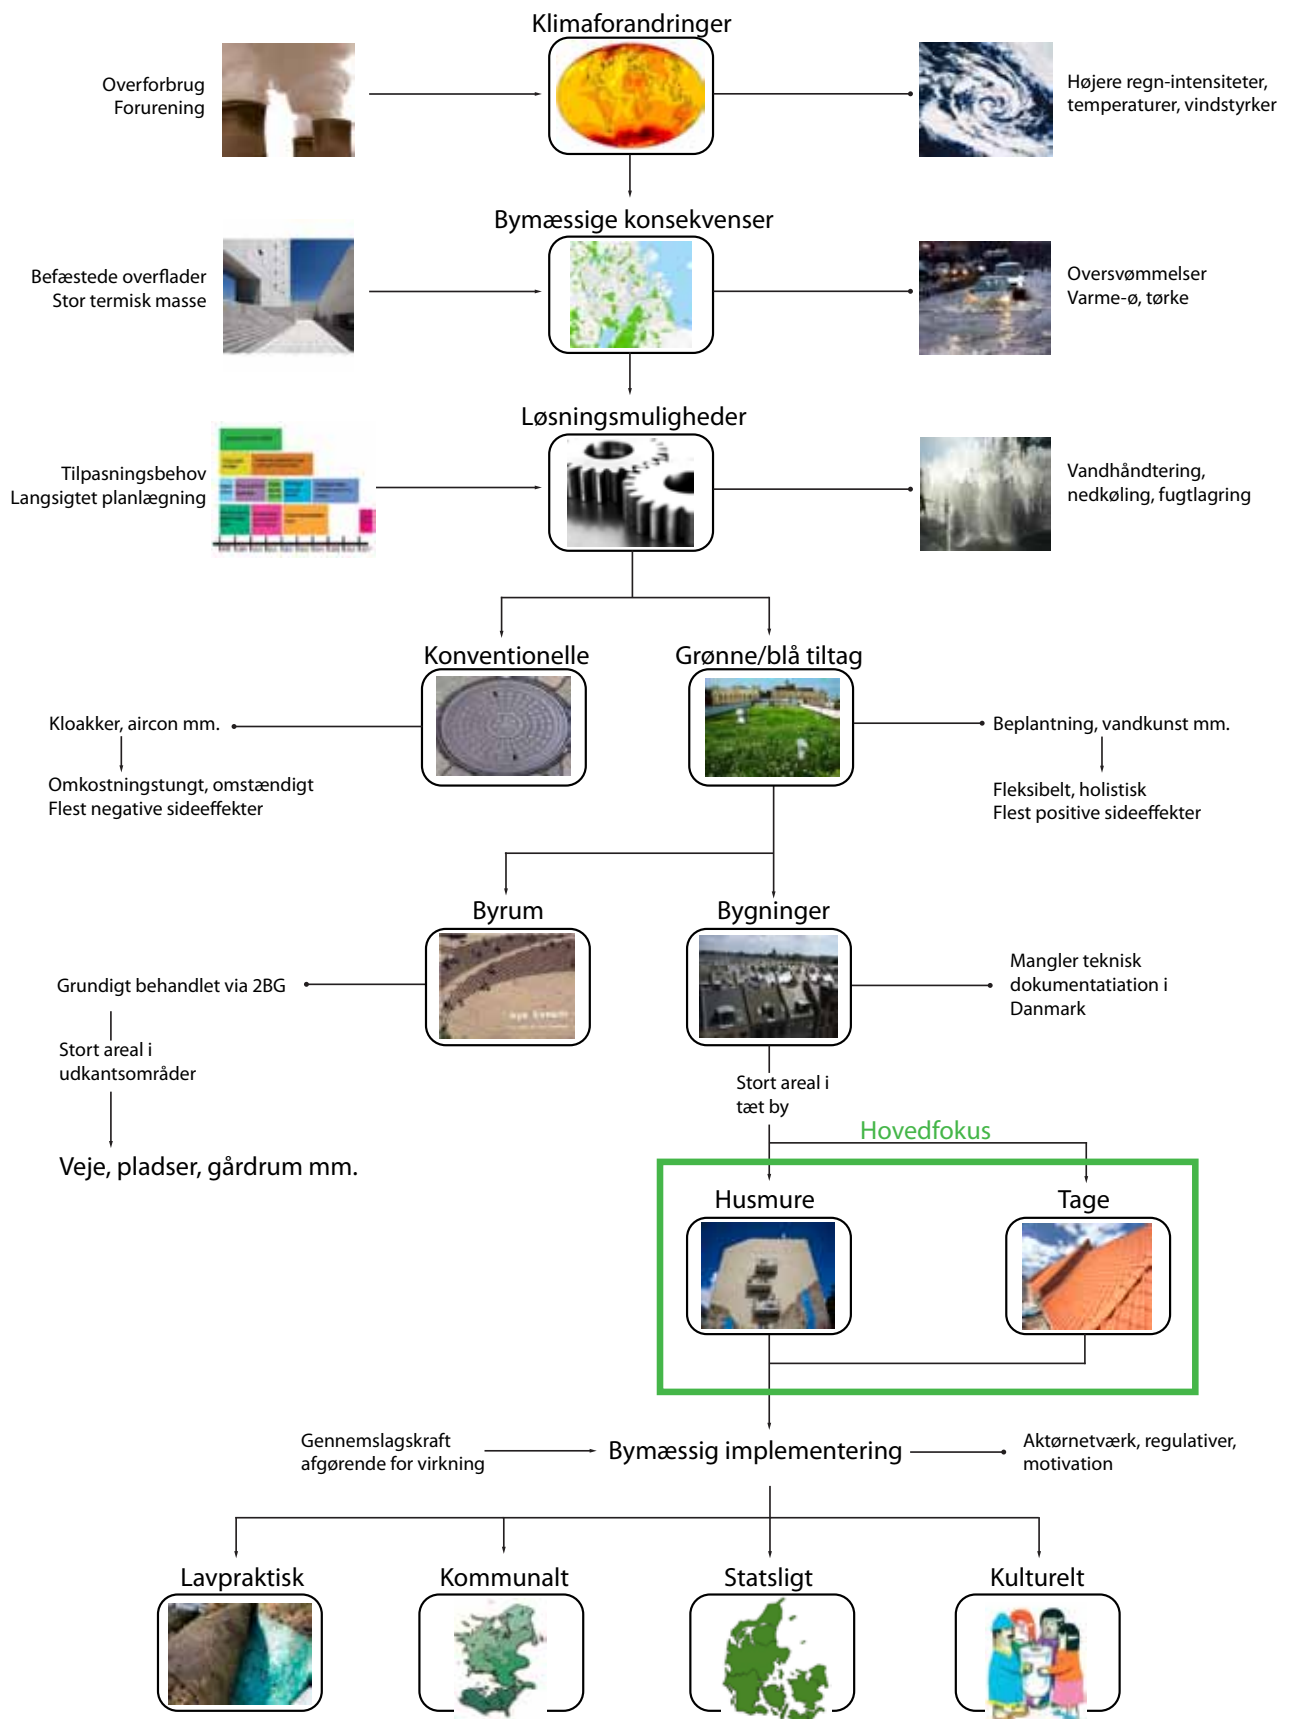 Klimaforandringer
Overforbrug
Forurening
Højere regn-intensiteter,
temperaturer, vindstyrker
Bymæssige konsekvenser
Befæstede overflader
Stor termisk masse
Oversvømmelser
Varme-ø, tørke
Løsningsmuligheder
Tilpasningsbehov
Langsigtet planlægning
Vandhåndtering,
nedkøling, fugtlagring
Konventionelle
Grønne/blå tiltag
Kloakker, aircon mm.
Beplantning, vandkunst mm.
Omkostningstungt, omstændigt
Flest negative sideeffekter
Fleksibelt, holistisk
Flest positive sideeffekter
Byrum
Bygninger
Grundigt behandlet via 2BG
Mangler teknisk
dokumentatiation i
Danmark
Stort areal i
udkantsområder
Stort areal i
tæt by
Veje, pladser, gårdrum mm.
Hovedfokus
Husmure
Tage
Gennemslagskraft
afgørende for virkning
Bymæssig implementering
Aktørnetværk, regulativer,
motivation
Lavpraktisk
Kommunalt
Statsligt
Kulturelt